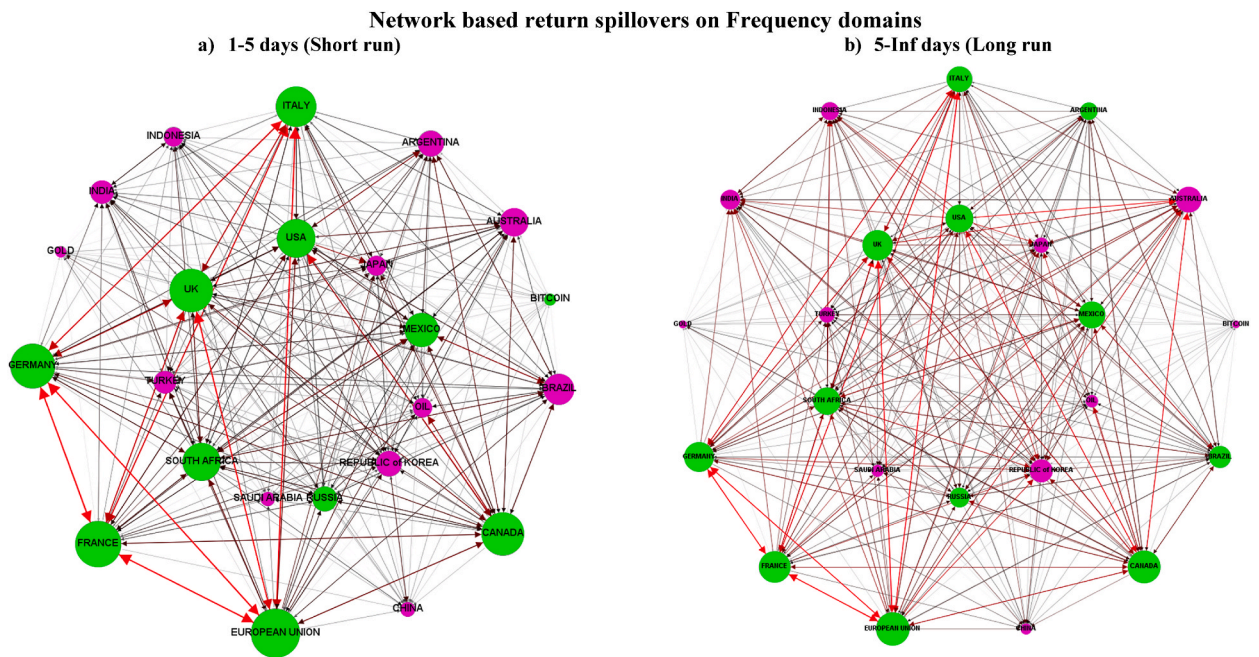 Network based return spillovers on Frequency domains
a) 1-5 days (Short run)
b) 5-Inf days (Long run
ITALY
INDONESIA
ARGENTINA
INDIA
AUSTRALIA
USA
GOLD
JAPAN
UK
BITCOIN
MEXICO
GERMANY
TURKEY
BRAZIL
OIL
SOUTH AFRICA
REPUBLIC of KOREA
SAUDI ARABIA
RUSSIA
FRANCE
CANADA
CHINA
EUROPEAN UNION
ITALY
INDONESIA
ARGENTINA
INDIA
AUSTRALIA
USA
UK
JAPAN
TURKEY
MEXICO
GOLD
BITCOIN
SOUTH AFRICA
OIL
GERMANY
BRAZIL
SAUDI ARABIA
REPUBLIC of KOREA
RUSSIA
FRANCE
CANADA
EUROPEAN UNION
CHINA